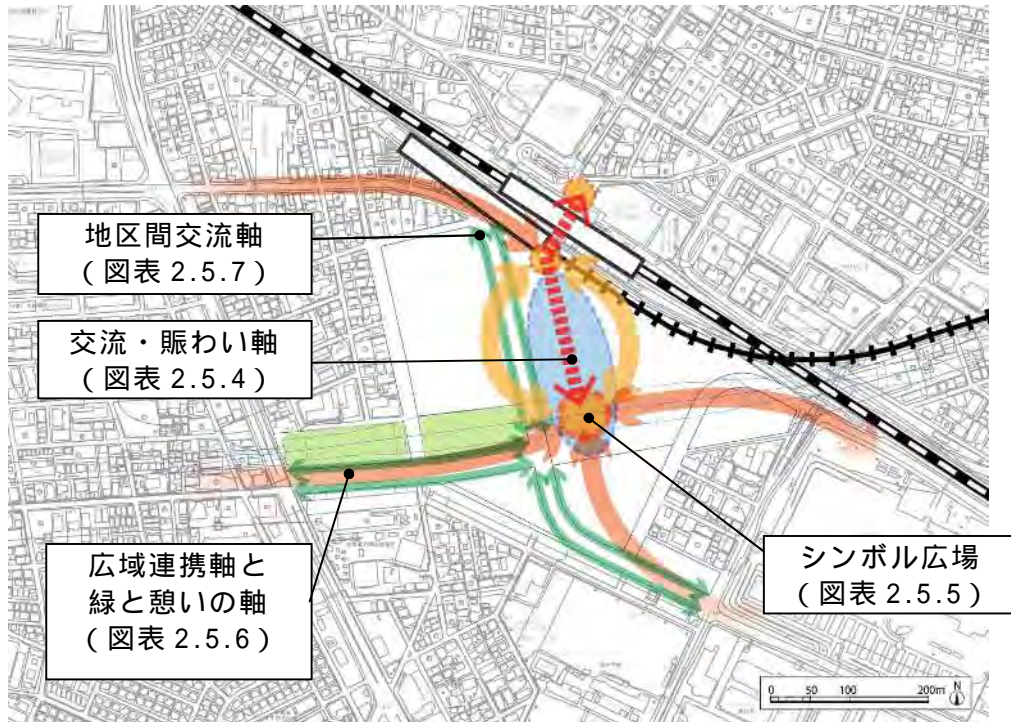 地区間交流軸
(図表 2.5.7)
交流・賑わい軸
(図表 2.5.4)
広域連携軸と
緑と憩いの軸
(図表 2.5.6)
シンボル広場
(図表 2.5.5)
0 50 100 200m N